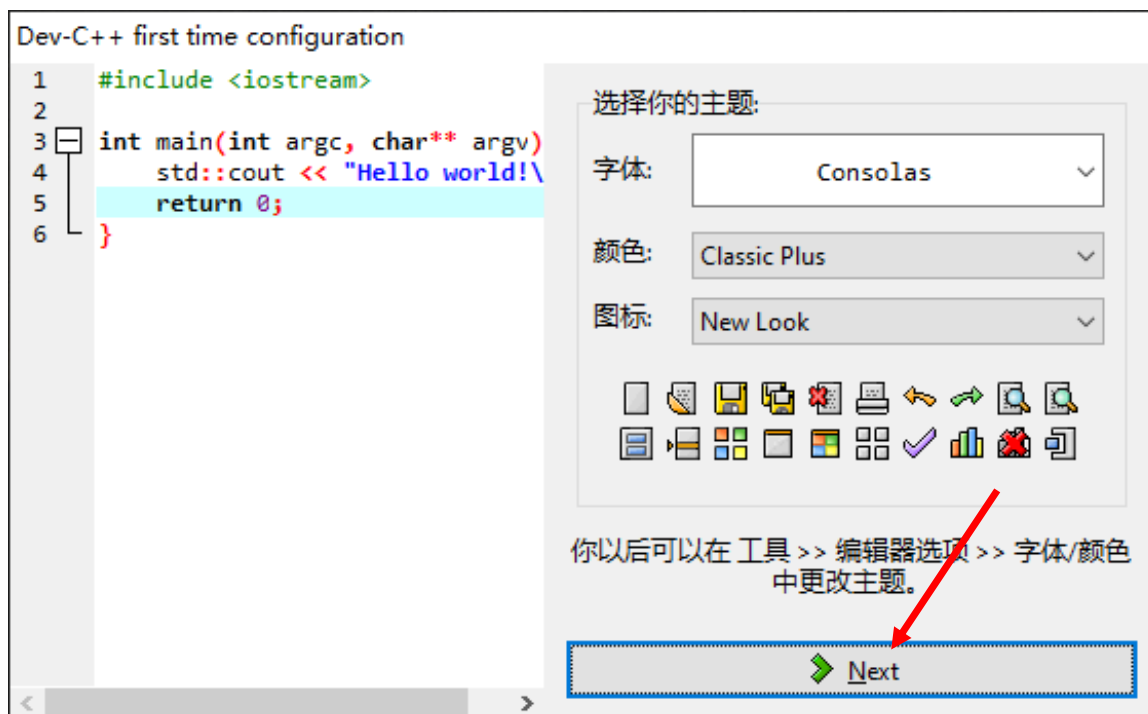 Dev-C++ first time configuration
1 #include <iostream>
2
3 int main(int argc, char** argv)
4 std::cout << "Hello world!\
5 return 0;
6 }
选择你的主题:
字体: Consolas
颜色: Classic Plus
图标: New Look
你以后可以在 工具 >> 编辑器选项 >> 字体/颜色
中更改主题。
Next